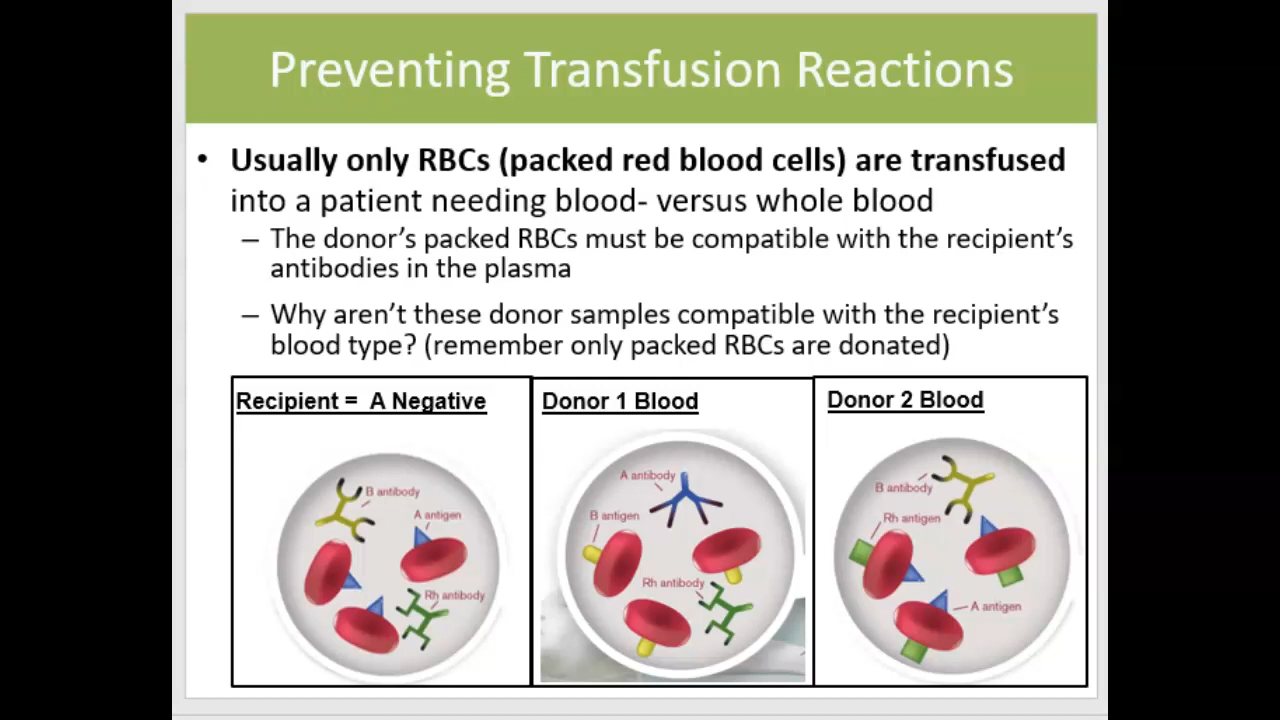 Preventing Transfusion Reactions
• Usually only RBCs (packed red blood cells) are transfused
into a patient needing blood- versus whole blood
– The donor's packed RBCs must be compatible with the recipient's
antibodies in the plasma
– Why aren't these donor samples compatible with the recipient's
blood type? (remember only packed RBCs are donated)
Recipient = A Negative
B antibody
A antigen
Rh antibody
Donor 1 Blood
A antibody
B antigen
Rh antibody
Donor 2 Blood
B antibody
Rh antigen
A antigen